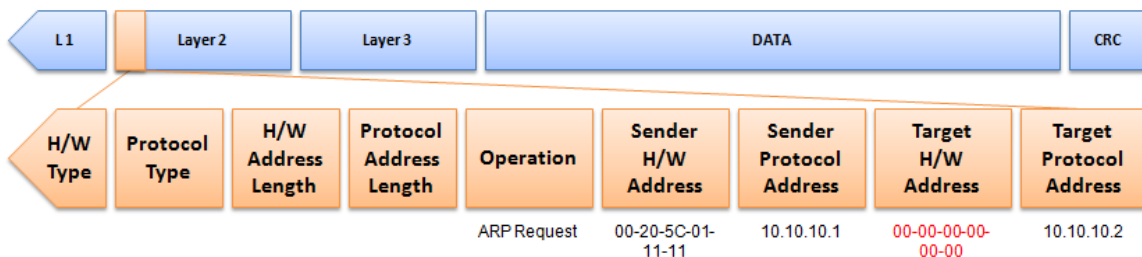 L 1
Layer 2
Layer 3
DATA
CRC
H/W
Type
Protocol
Type
H/W
Address
Length
Protocol
Address
Length
Operation
Sender
H/W
Address
Sender
Protocol
Address
Target
H/W
Address
Target
Protocol
Address
ARP Request
00-20-5C-01-
11-11
10.10.10.1
00-00-00-00-
00-00
10.10.10.2